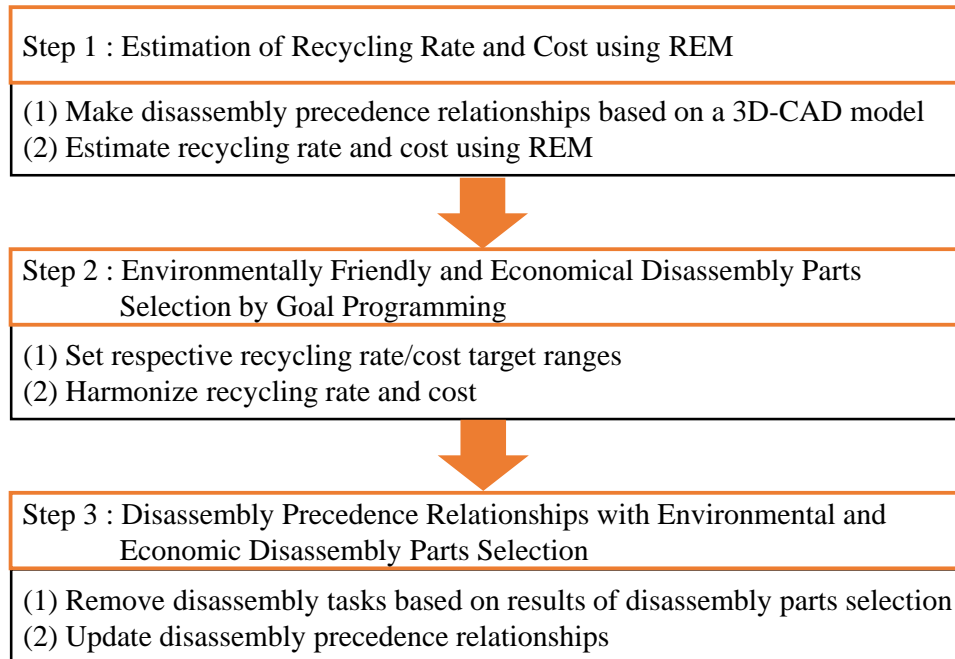 Step 1 : Estimation of Recycling Rate and Cost using REM
(1) Make disassembly precedence relationships based on a 3D-CAD model
(2) Estimate recycling rate and cost using REM
Step 2 : Environmentally Friendly and Economical Disassembly Parts
Selection by Goal Programming
(1) Set respective recycling rate/cost target ranges
(2) Harmonize recycling rate and cost
Step 3 : Disassembly Precedence Relationships with Environmental and
Economic Disassembly Parts Selection
(1) Remove disassembly tasks based on results of disassembly parts selection
(2) Update disassembly precedence relationships